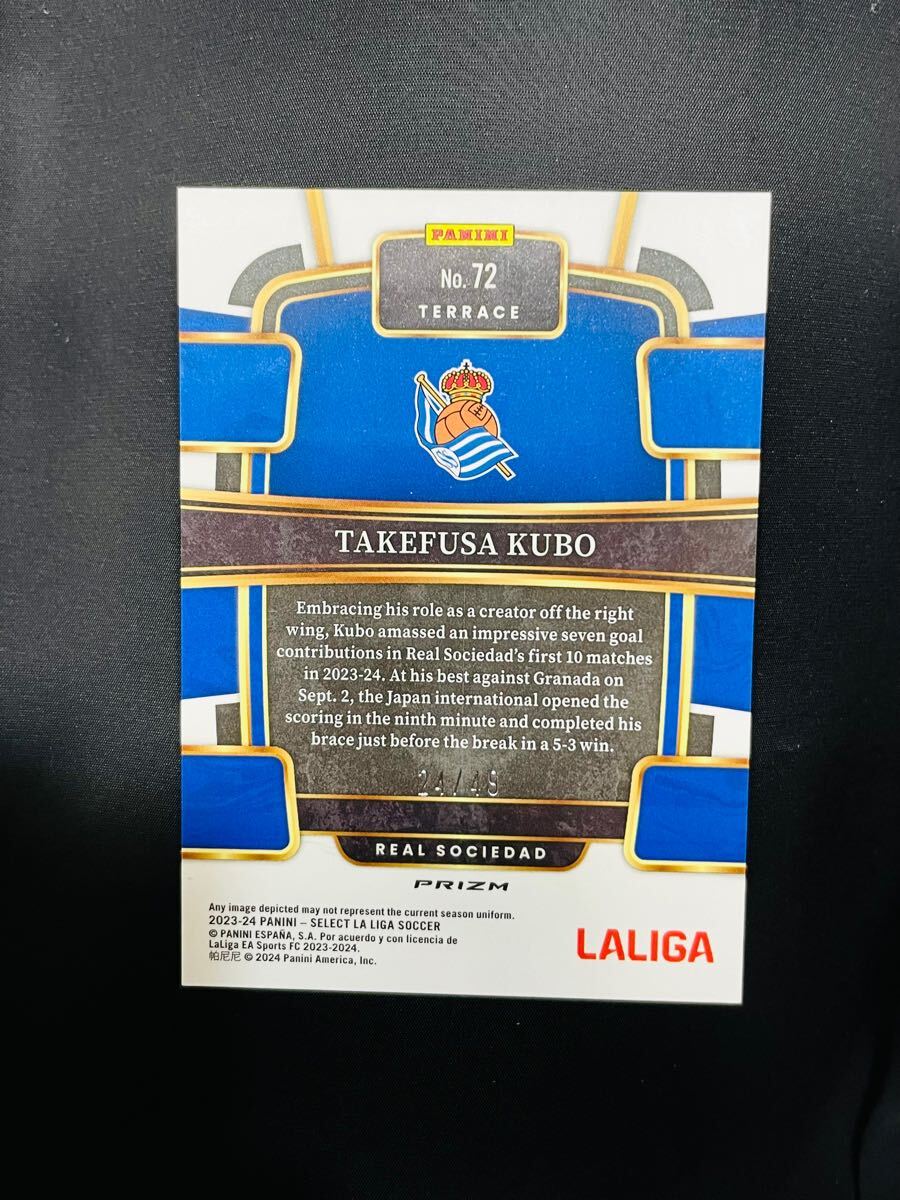 PANINI
No. 72
TERRACE
TAKEFUSA KUBO
Embracing his role as a creator off the right
wing, Kubo amassed an impressive seven goal
contributions in Real Sociedad's first 10 matches
in 2023-24. At his best against Granada on
Sept. 2, the Japan international opened the
scoring in the ninth minute and completed his
brace just before the break in a 5-3 win.
24/49
REAL SOCIEDAD
PRIZM
Any image depicted may not represent the current season uniform.
2023-24 PANINI – SELECT LA LIGA SOCCER
© PANINI ESPAÑA, S.A. Por acuerdo y con licencia de
LaLiga EA Sports FC 2023-2024.
帕尼尼 © 2024 Panini America, Inc.
LALIGA